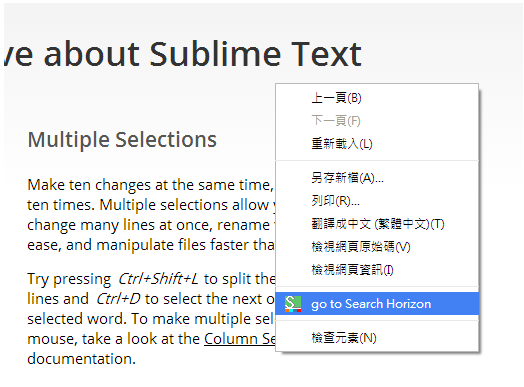 ve about Sublime Text
Multiple Selections
Make ten changes at the same time,
ten times. Multiple selections allow
change many lines at once, rename
ease, and manipulate files faster tha
Try pressing Ctrl+Shift+L to split the
lines and Ctrl+D to select the next o
selected word. To make multiple sel
mouse, take a look at the Column Se
documentation.
上一頁(B)
下一頁(F)
重新載入(L)
另存新檔(A)...
列印(R)...
翻譯成中文 (繁體中文)(T)
檢視網頁原始碼(V)
檢視網頁資訊(I)
go to Search Horizon
檢查元素(N)